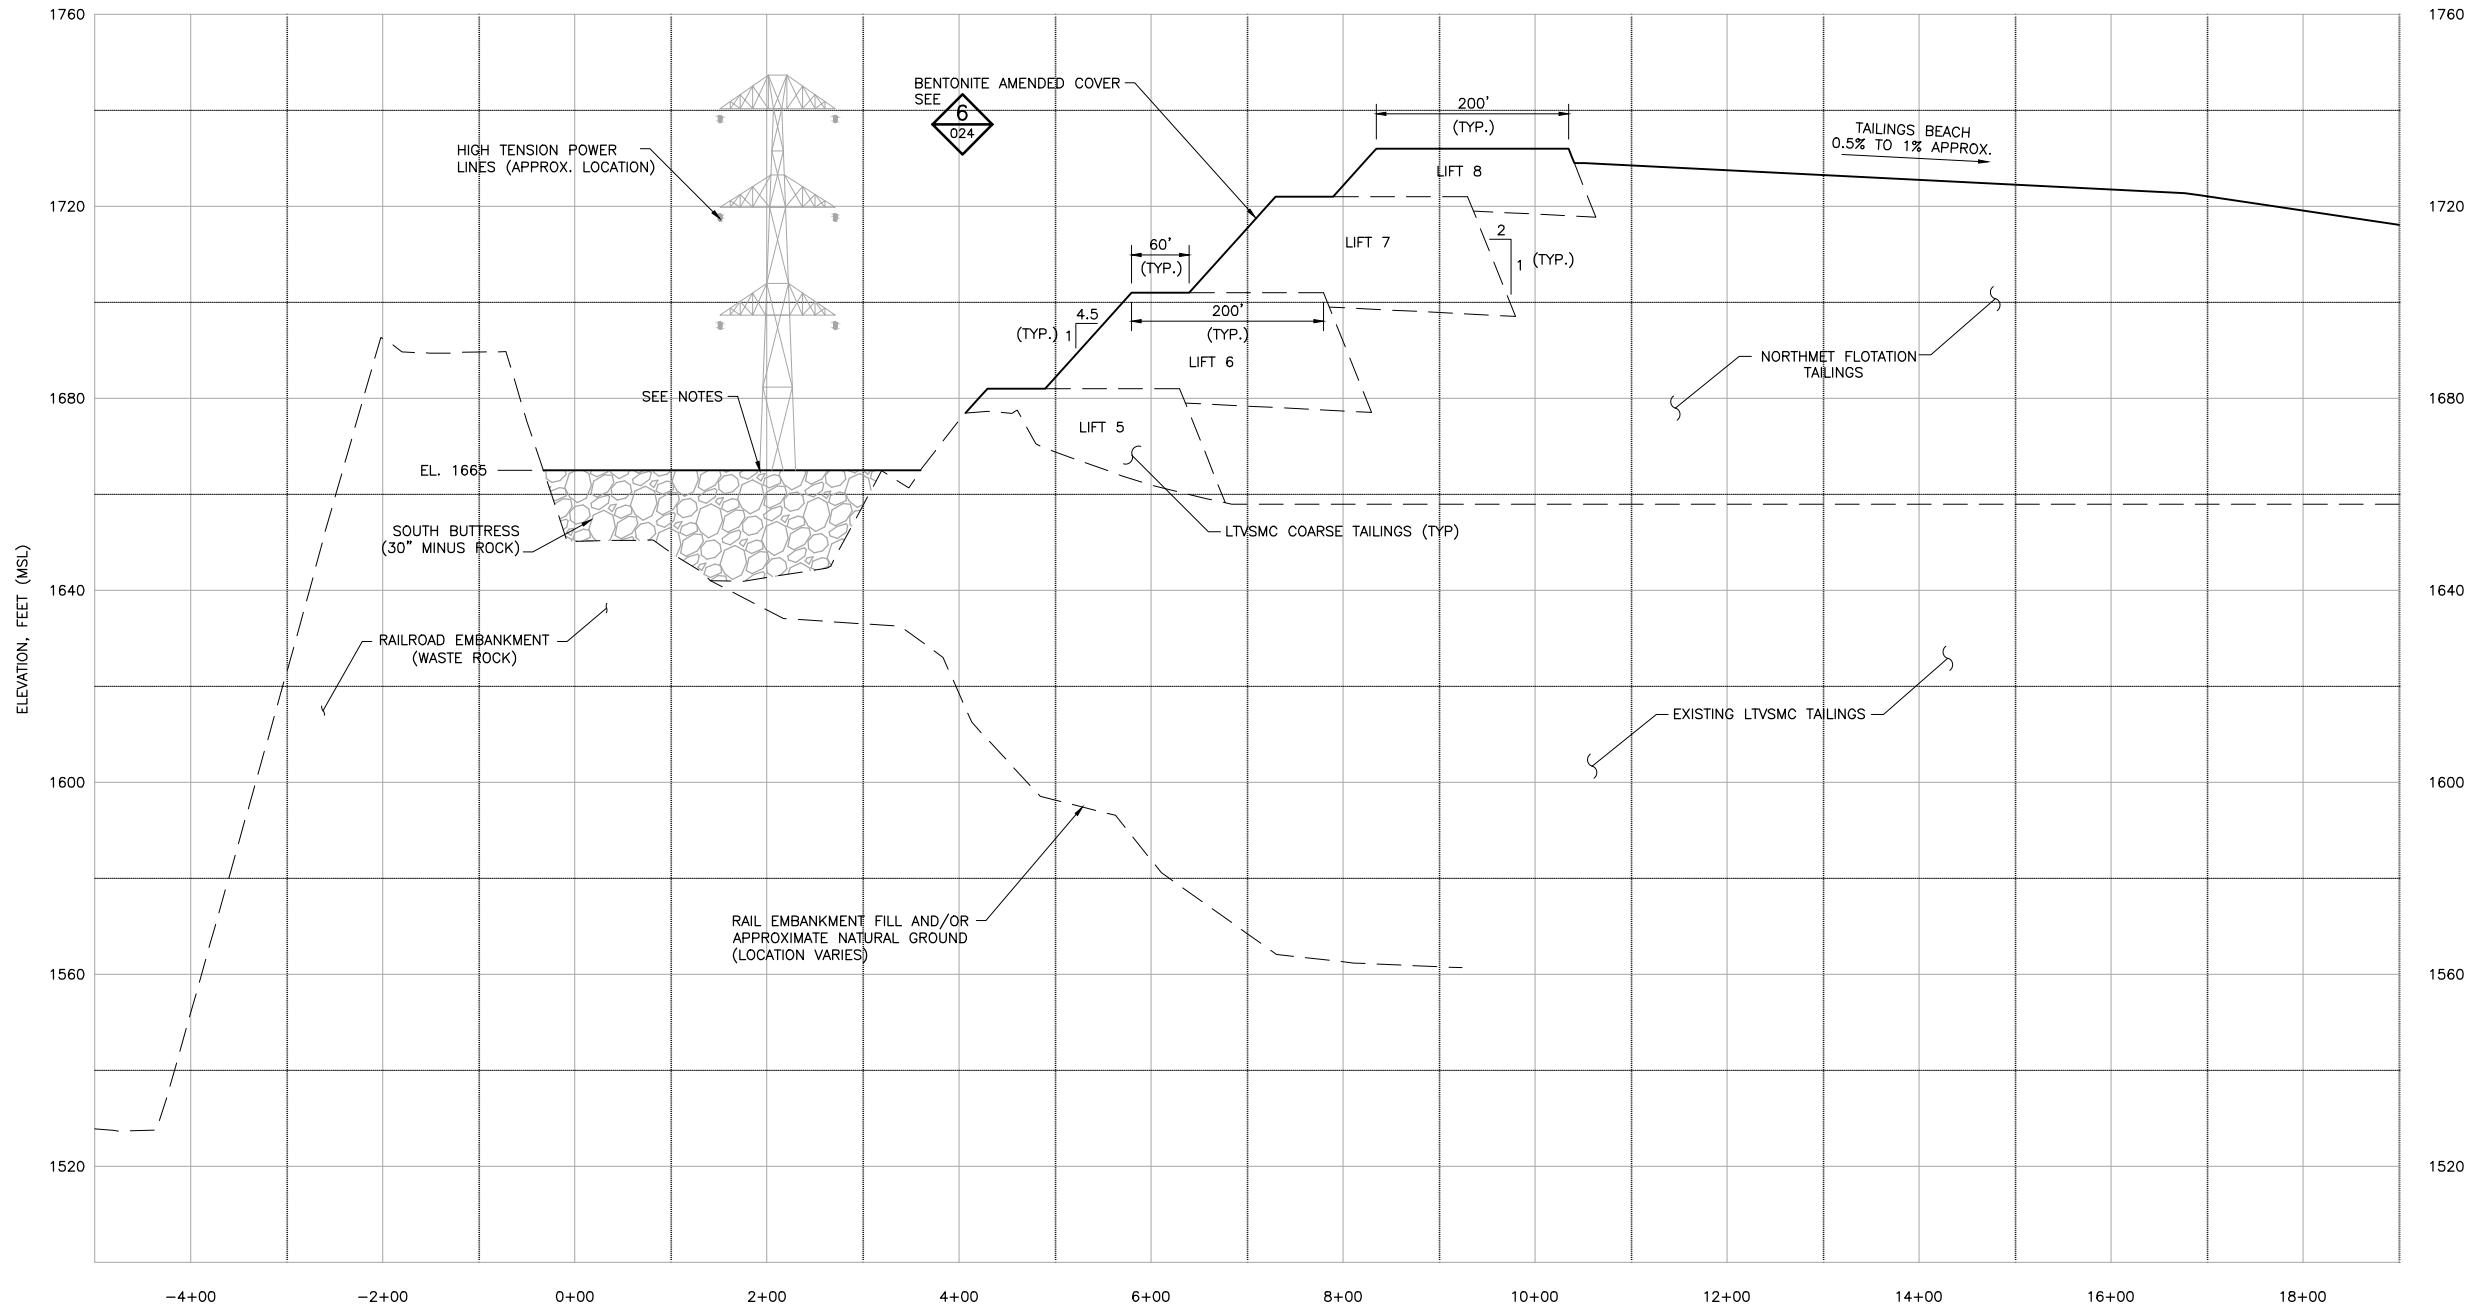 1760
1760
BENTONITE AMENDED COVER
SEE
6
024
200'
(TYP.)
TAILINGS BEACH
0.5% TO 1% APPROX.
HIGH TENSION POWER
LINES (APPROX. LOCATION)
LIFT 8
1720
1720
2
1 (TYP.)
LIFT 7
60'
(TYP.)
200'
(TYP.)
4.5
(TYP.) 1
LIFT 6
NORTHMET FLOTATION
TAILINGS
SEE NOTES
1680
1680
LIFT 5
EL. 1665
SOUTH BUTTRESS
(30" MINUS ROCK)
LTVSMC COARSE TAILINGS (TYP)
ELEVATION, FEET (MSL)
1640
1640
RAILROAD EMBANKMENT
(WASTE ROCK)
EXISTING LTVSMC TAILINGS
1600
1600
RAIL EMBANKMENT FILL AND/OR
APPROXIMATE NATURAL GROUND
(LOCATION VARIES)
1560
1560
1520
1520
-4+00
-2+00
0+00
2+00
4+00
6+00
8+00
10+00
12+00
14+00
16+00
18+00